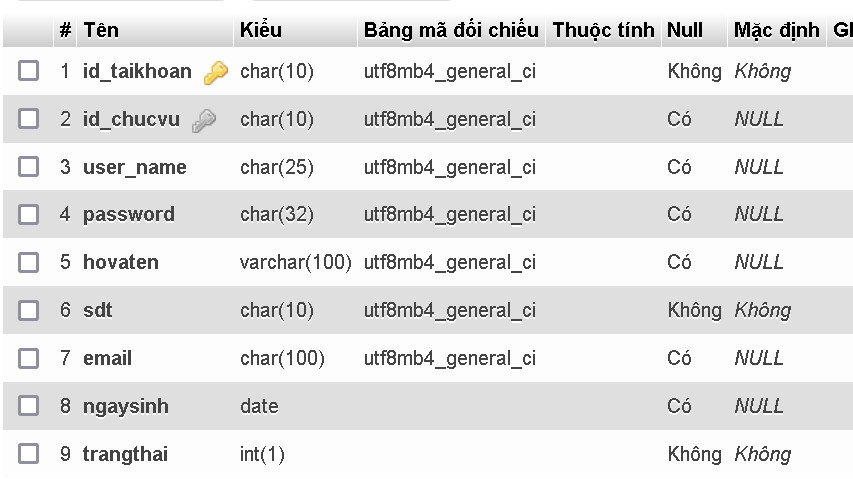 # Tên Kiểu Bảng mã đối chiếu Thuộc tính Null Mặc định
1 id_taikhoan char(10) utf8mb4_general_ci Không Không
2 id_chucvu char(10) utf8mb4_general_ci Có NULL
3 user_name char(25) utf8mb4_general_ci Có NULL
4 password char(32) utf8mb4_general_ci Có NULL
5 hovaten varchar(100) utf8mb4_general_ci Có NULL
6 sdt char(10) utf8mb4_general_ci Không Không
7 email char(100) utf8mb4_general_ci Có NULL
8 ngaysinh date Có NULL
9 trangthai int(1) Không Không